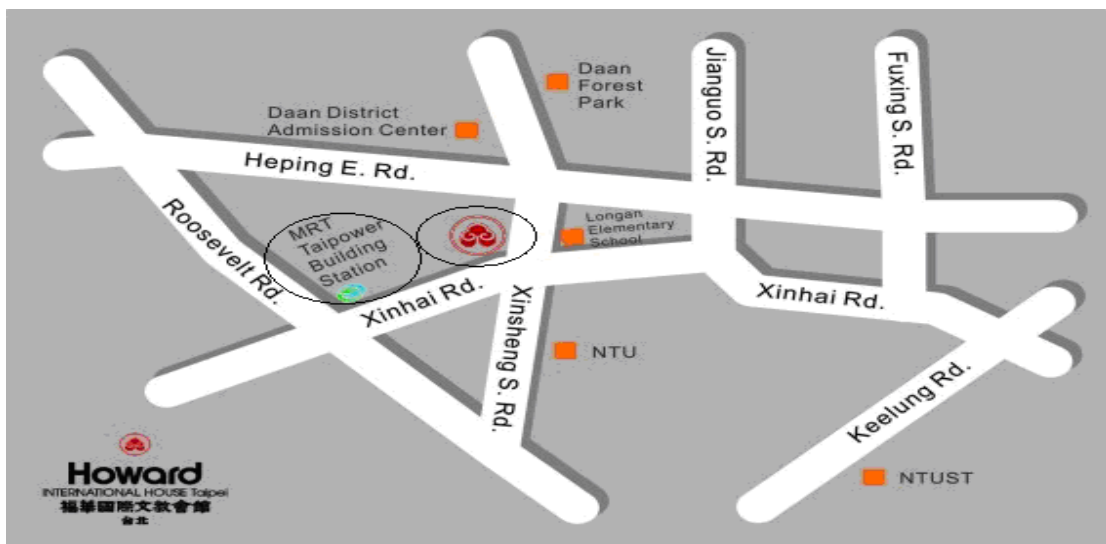 Daan
Forest
Park
Jianguo S. Rd.
Fuxing S. Rd.
Daan District
Admission Center
Heping E. Rd.
Roosevelt Rd.
MRT
Taipower
Building
Station
Longan
Elementary
School
Xinhai Rd.
Xinsheng S. Rd.
Xinhai Rd.
NTU
Keelung Rd.
NTUST
Howard
INTERNATIONAL HOUSE Taipei
福華國際文教會館
台北